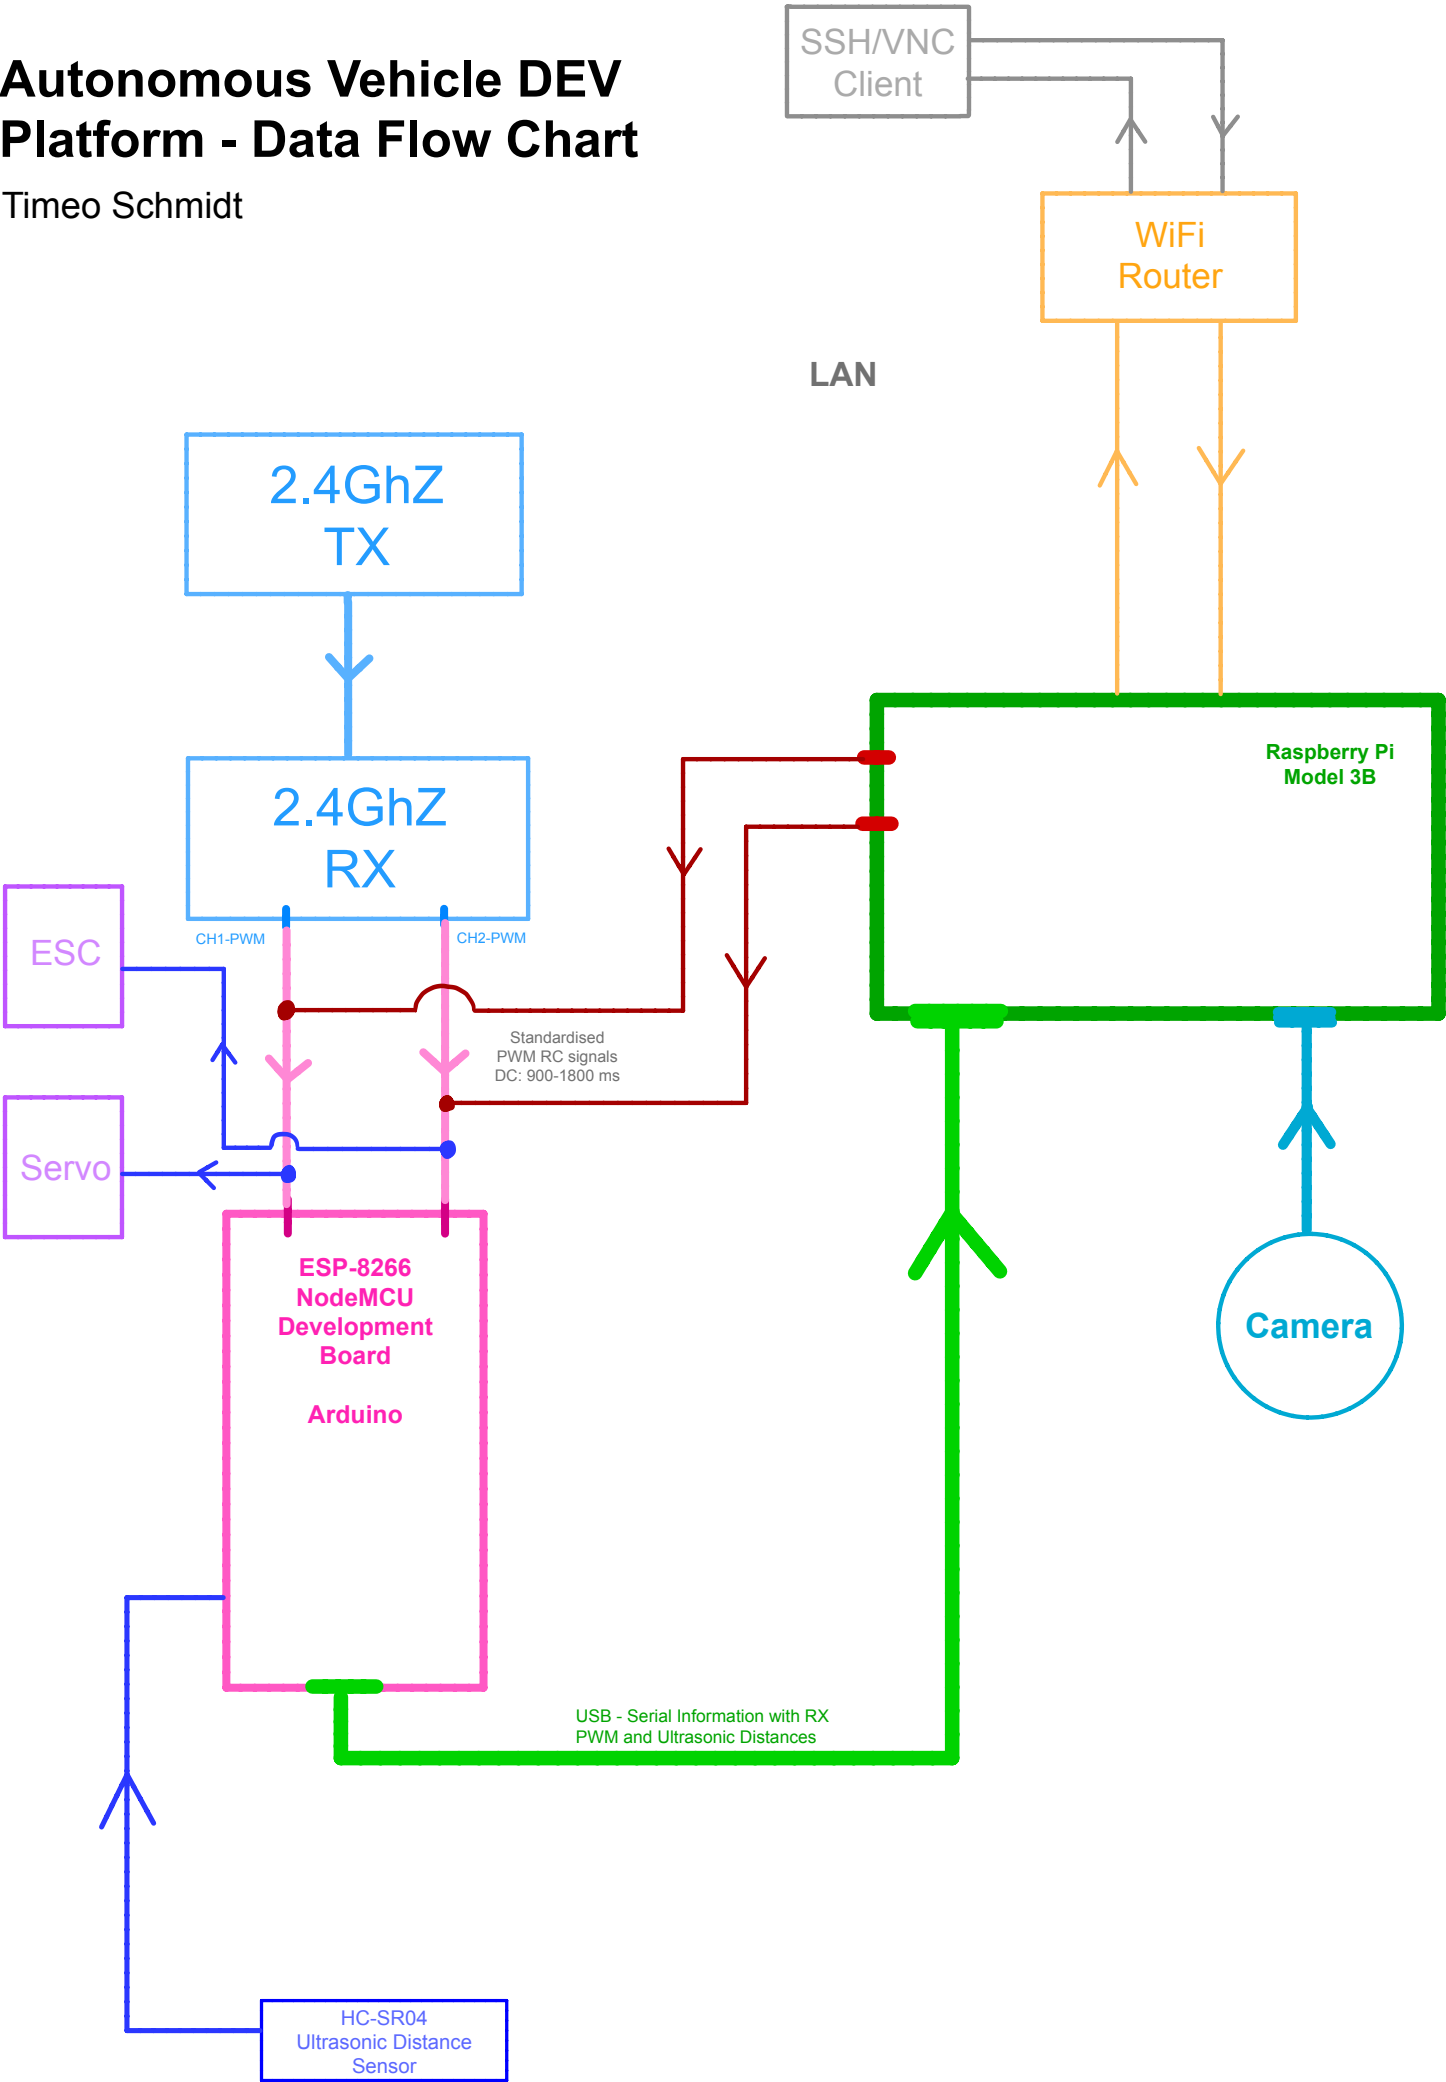 Autonomous Vehicle DEV
Platform - Data Flow Chart
Timeo Schmidt
SSH/VNC
Client
WiFi
Router
LAN
2.4GhZ
TX
2.4GhZ
RX
CH1-PWM
CH2-PWM
Raspberry Pi
Model 3B
ESC
Standardised
PWM RC signals
DC: 900-1800 ms
Servo
ESP-8266
NodeMCU
Development
Board
Arduino
Camera
USB - Serial Information with RX
PWM and Ultrasonic Distances
HC-SR04
Ultrasonic Distance
Sensor